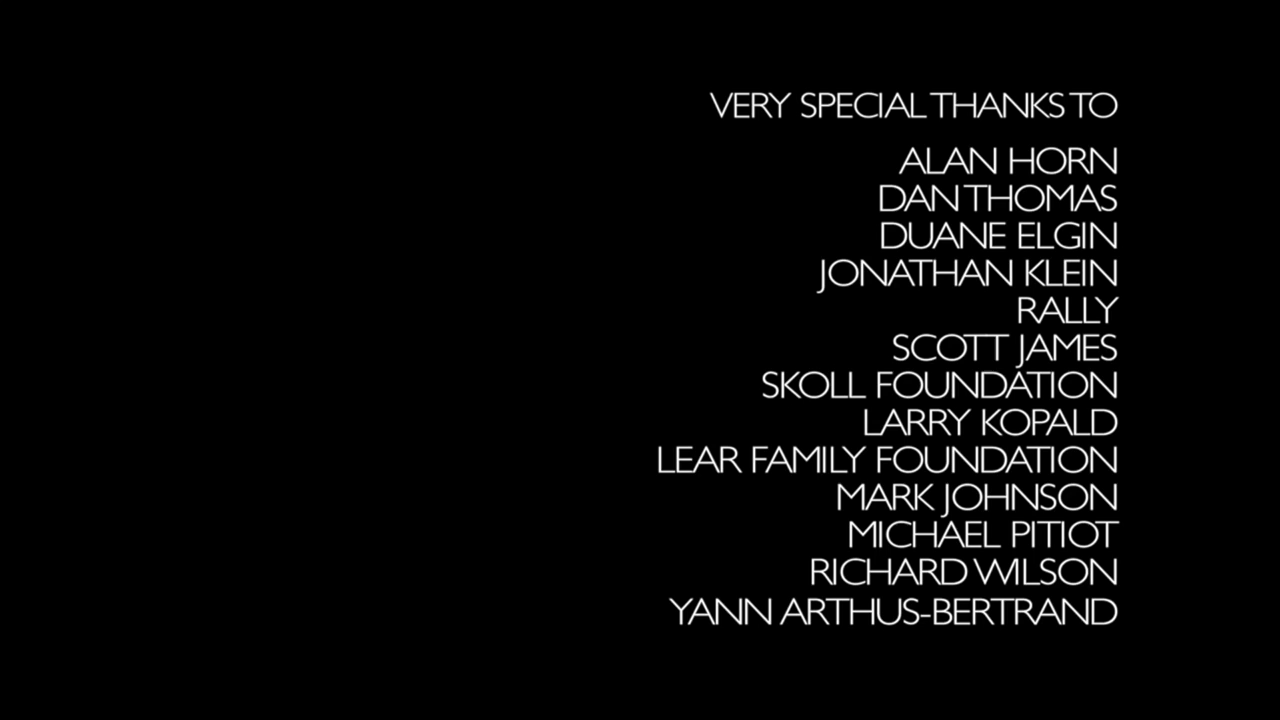 VERY SPECIAL THANKS TO
ALAN HORN
DAN THOMAS
DUANE ELGIN
JONATHAN KLEIN
RALLY
SCOTT JAMES
SKOLL FOUNDATION
LARRY KOPALD
LEAR FAMILY FOUNDATION
MARK JOHNSON
MICHAEL PITIOT
RICHARD WILSON
YANN ARTHUS-BERTRAND